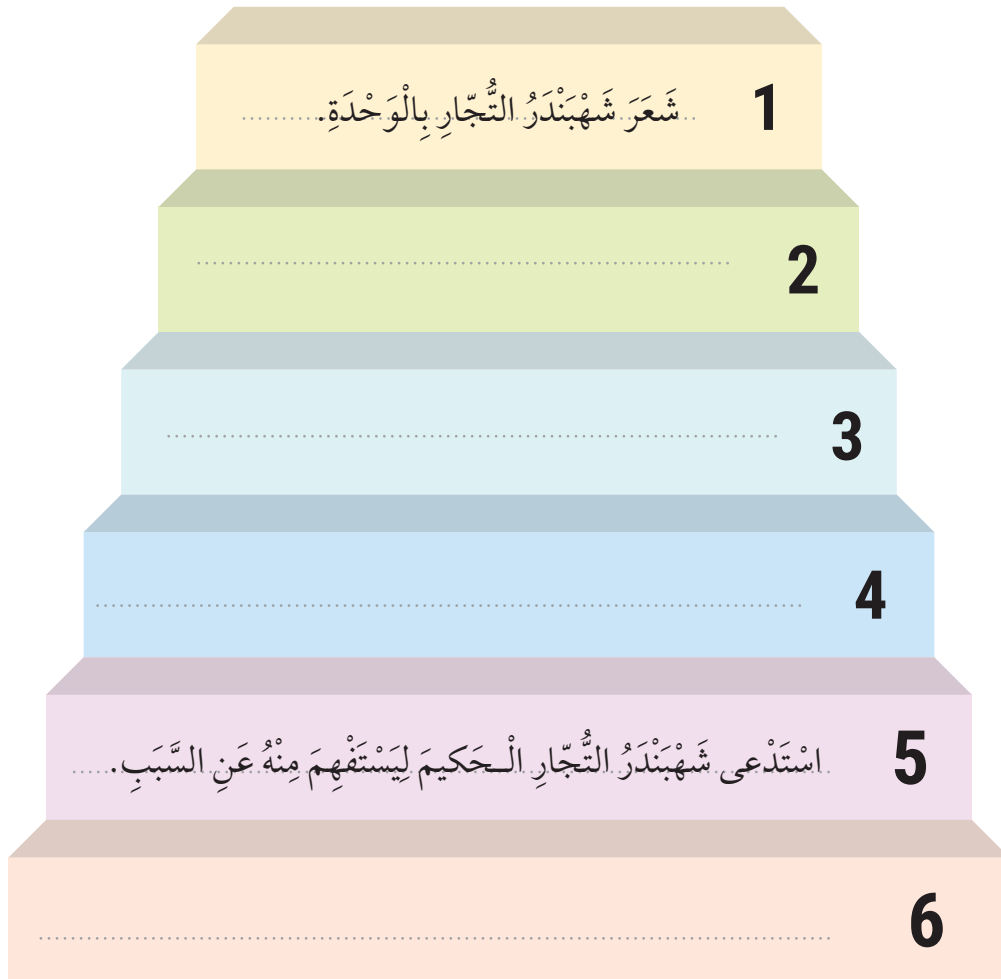 1 شَعَرَ شَهْبَنْدَرُ التُّجّارِ بِالْوَحْدَةِ.
2
3
4
5 اسْتَدْعى شَهْبَنْدَرُ التُّجّارِ الْـحَكيمَ لِيَسْتَفْهِمَ مِنْهُ عَنِ السَّبَبِ.
6